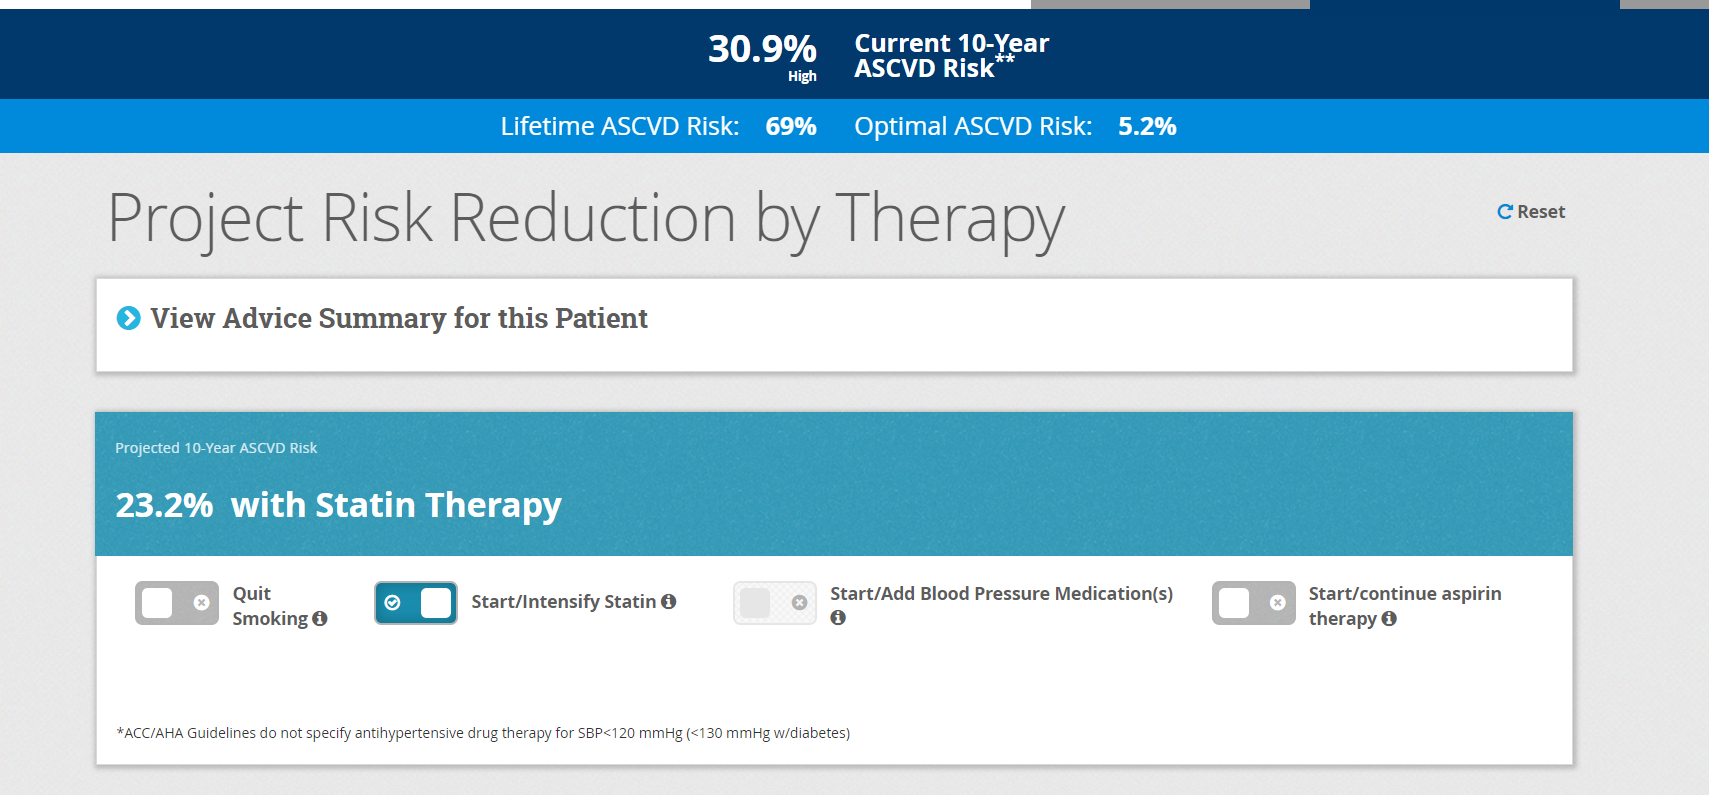 30.9%
High
Current 10-Year
ASCVD Risk**
Lifetime ASCVD Risk: 69% Optimal ASCVD Risk: 5.2%
Project Risk Reduction by Therapy
Reset
View Advice Summary for this Patient
Projected 10-Year ASCVD Risk
23.2% with Statin Therapy
Quit
Smoking
Start/Intensify Statin
Start/Add Blood Pressure Medication(s)
Start/continue aspirin
therapy
*ACC/AHA Guidelines do not specify antihypertensive drug therapy for SBP<120 mmHg (<130 mmHg w/diabetes)